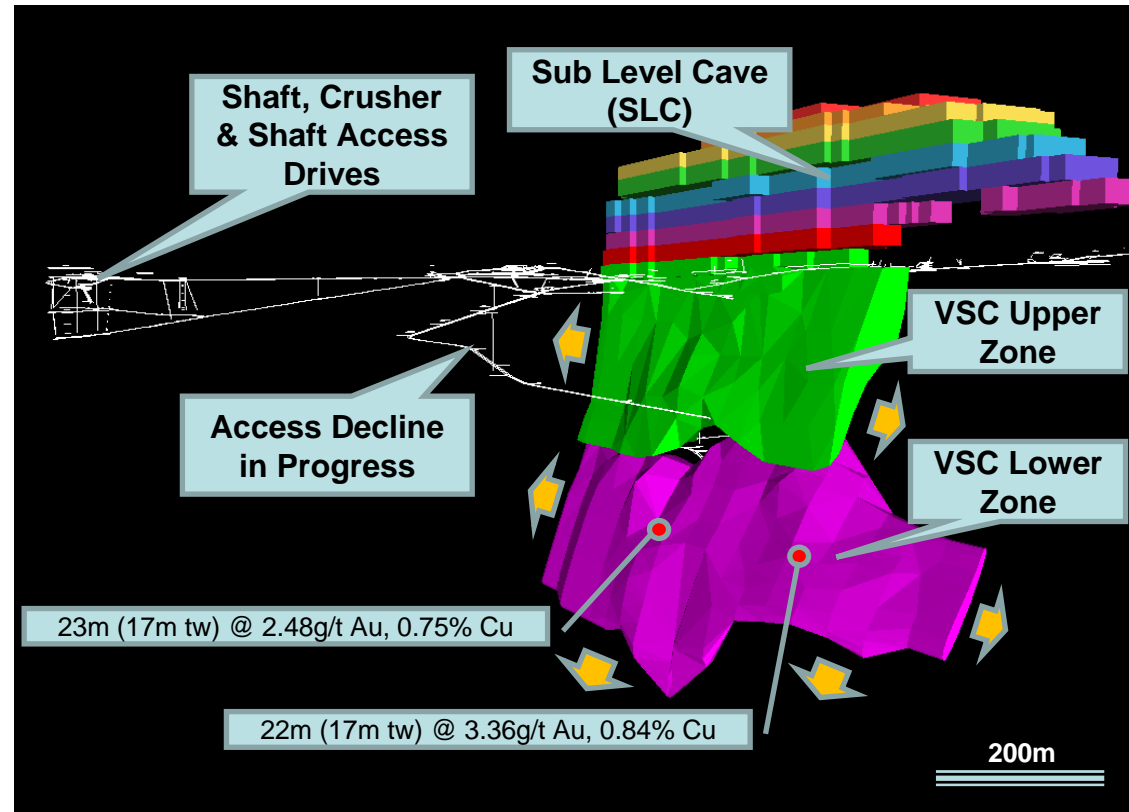 Shaft, Crusher
& Shaft Access
Drives
Sub Level Cave
(SLC)
VSC Upper
Zone
Access Decline
in Progress
VSC Lower
Zone
23m (17m tw) @ 2.48g/t Au, 0.75% Cu
22m (17m tw) @ 3.36g/t Au, 0.84% Cu
200m